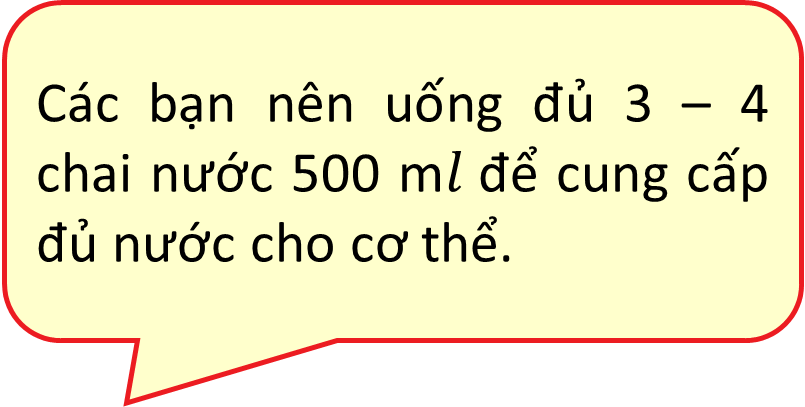 Các bạn nên uống đủ 3 – 4
chai nước 500 ml để cung cấp
đủ nước cho cơ thể.